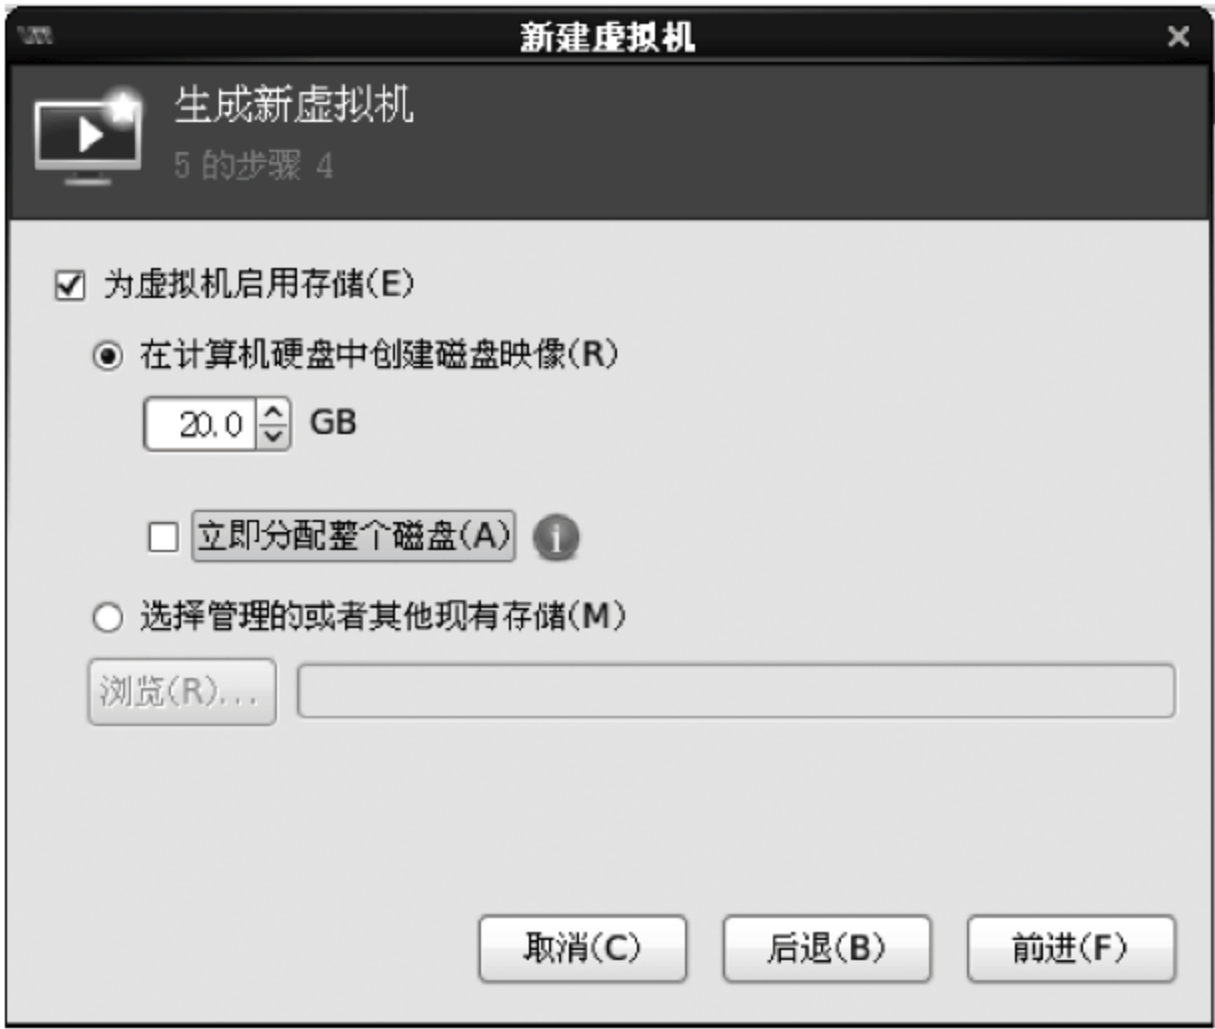 新建虚拟机
生成新虚拟机
5 的步骤 4
为虚拟机启用存储(E)
在计算机硬盘中创建磁盘映像(R)
20.0 GB
立即分配整个磁盘(A)
选择管理的或者其他现有存储(M)
浏览(R)...
取消(C) 后退(B) 前进(F)